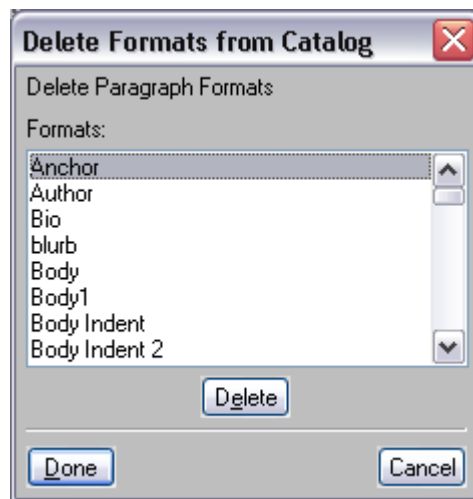 Delete Formats from Catalog
Delete Paragraph Formats
Formats:
Anchor
Author
Bio
blurb
Body
Body1
Body Indent
Body Indent 2
Delete
Done
Cancel